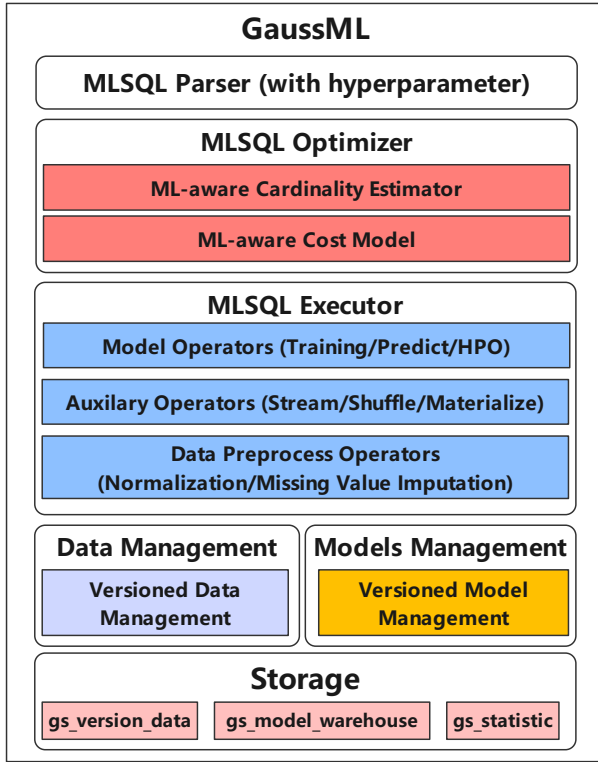 GaussML
MLSQL Parser (with hyperparameter)
MLSQL Optimizer
ML-aware Cardinality Estimator
ML-aware Cost Model
MLSQL Executor
Model Operators (Training/Predict/HPO)
Auxilary Operators (Stream/Shuffle/Materialize)
Data Preprocess Operators
(Normalization/Missing Value Imputation)
Data Management
Versioned Data
Management
Models Management
Versioned Model
Management
Storage
gs_version_data
gs_model_warehouse
gs_statistic